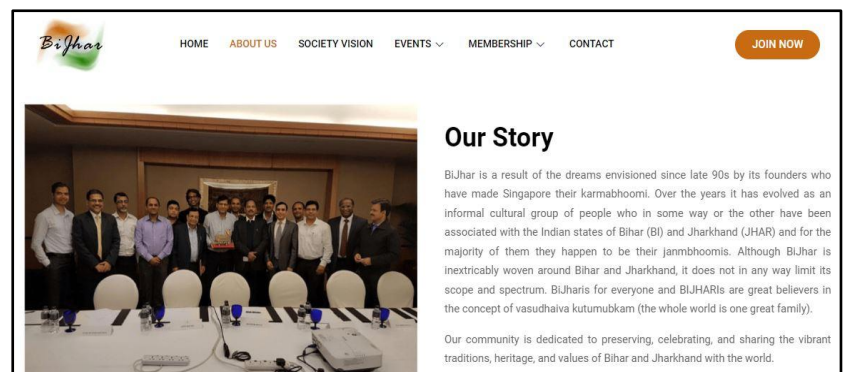 BiJhar
HOME ABOUT US SOCIETY VISION EVENTS MEMBERSHIP CONTACT JOIN NOW
Our Story
BiJhar is a result of the dreams envisioned since late 90s by its founders who
have made Singapore their karmabhoomi. Over the years it has evolved as an
informal cultural group of people who in some way or the other have been
associated with the Indian states of Bihar (BI) and Jharkhand (JHAR) and for the
majority of them they happen to be their janmbhoomis. Although BiJhar is
inextricably woven around Bihar and Jharkhand, it does not in any way limit its
scope and spectrum. BiJharis for everyone and BIJHARIs are great believers in
the concept of vasudhaiva kutumubkam (the whole world is one great family).
Our community is dedicated to preserving, celebrating, and sharing the vibrant
traditions, heritage, and values of Bihar and Jharkhand with the world.